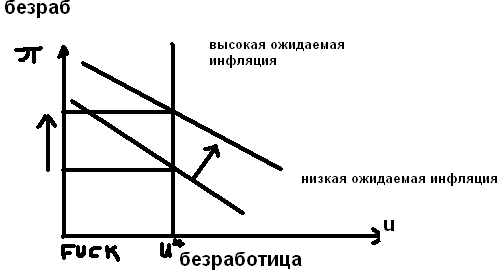 безраб
π
высокая ожидаемая
инфляция
низкая ожидаемая инфляция
u
FUCK
u*
безработица